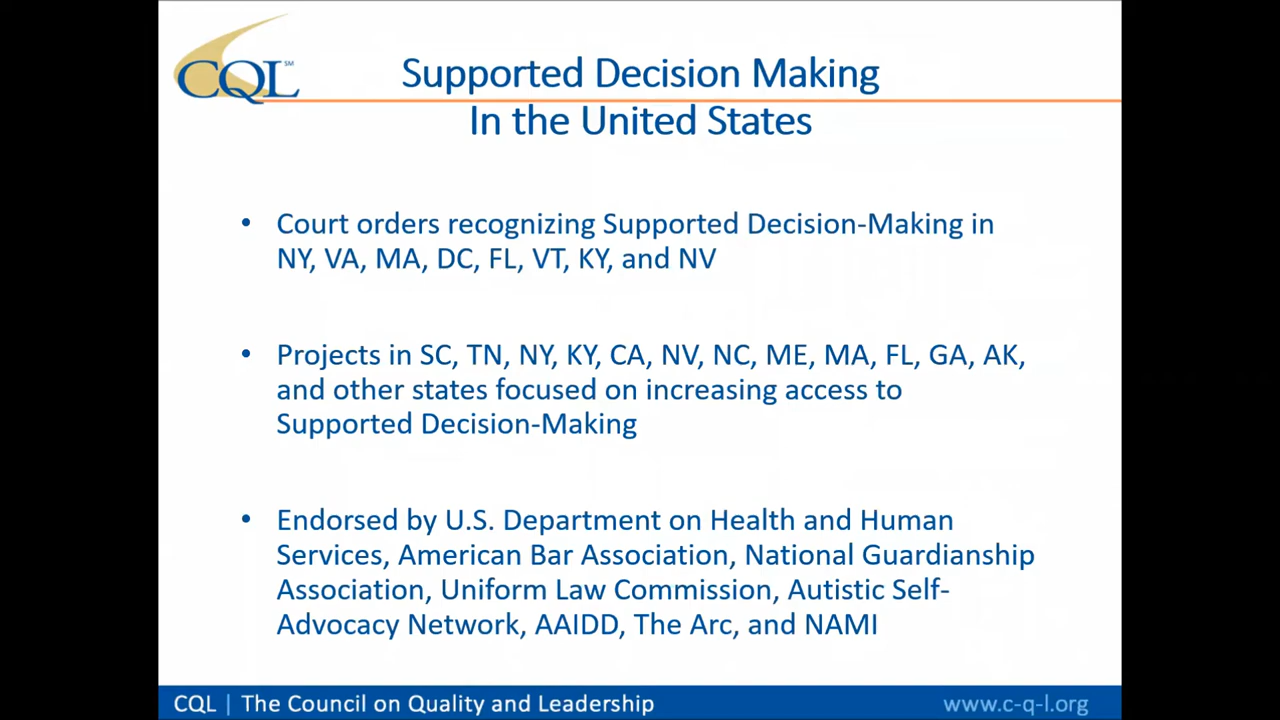 CQL SM
Supported Decision Making
In the United States
• Court orders recognizing Supported Decision-Making in
NY, VA, MA, DC, FL, VT, KY, and NV
• Projects in SC, TN, NY, KY, CA, NV, NC, ME, MA, FL, GA, AK,
and other states focused on increasing access to
Supported Decision-Making
• Endorsed by U.S. Department on Health and Human
Services, American Bar Association, National Guardianship
Association, Uniform Law Commission, Autistic Self-
Advocacy Network, AAIDD, The Arc, and NAMI
CQL | The Council on Quality and Leadership
www.c-q-l.org